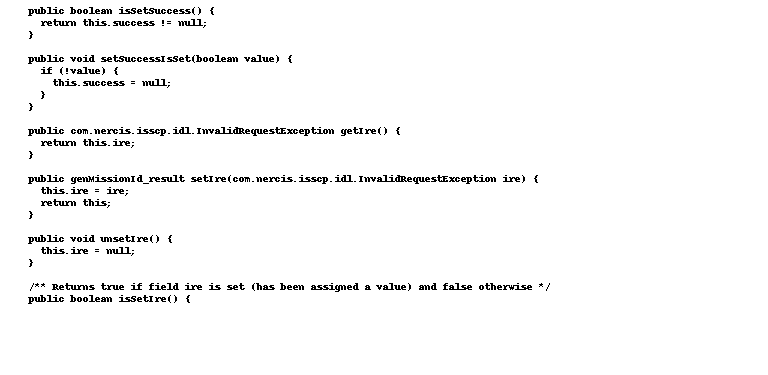 public boolean isSetSuccess() {
return this.success != null;
}
public void setSuccessIsSet(boolean value) {
if (!value) {
this.success = null;
}
}
public com.nercis.isscp.idl.InvalidRequestException getIre() {
return this.ire;
}
public genMissionId_result setIre(com.nercis.isscp.idl.InvalidRequestException ire) {
this.ire = ire;
return this;
}
public void unsetIre() {
this.ire = null;
}
/** Returns true if field ire is set (has been assigned a value) and false otherwise */
public boolean isSetIre() {